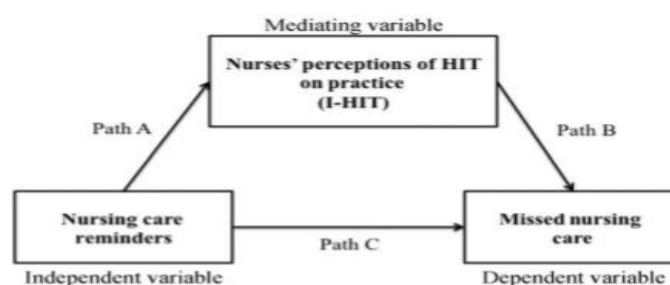 Mediating variable
Nurses' perceptions of HIT
on practice
(I-HIT)
Path A
Path B
Nursing care
reminders
Missed nursing
care
Path C
Independent variable
Dependent variable